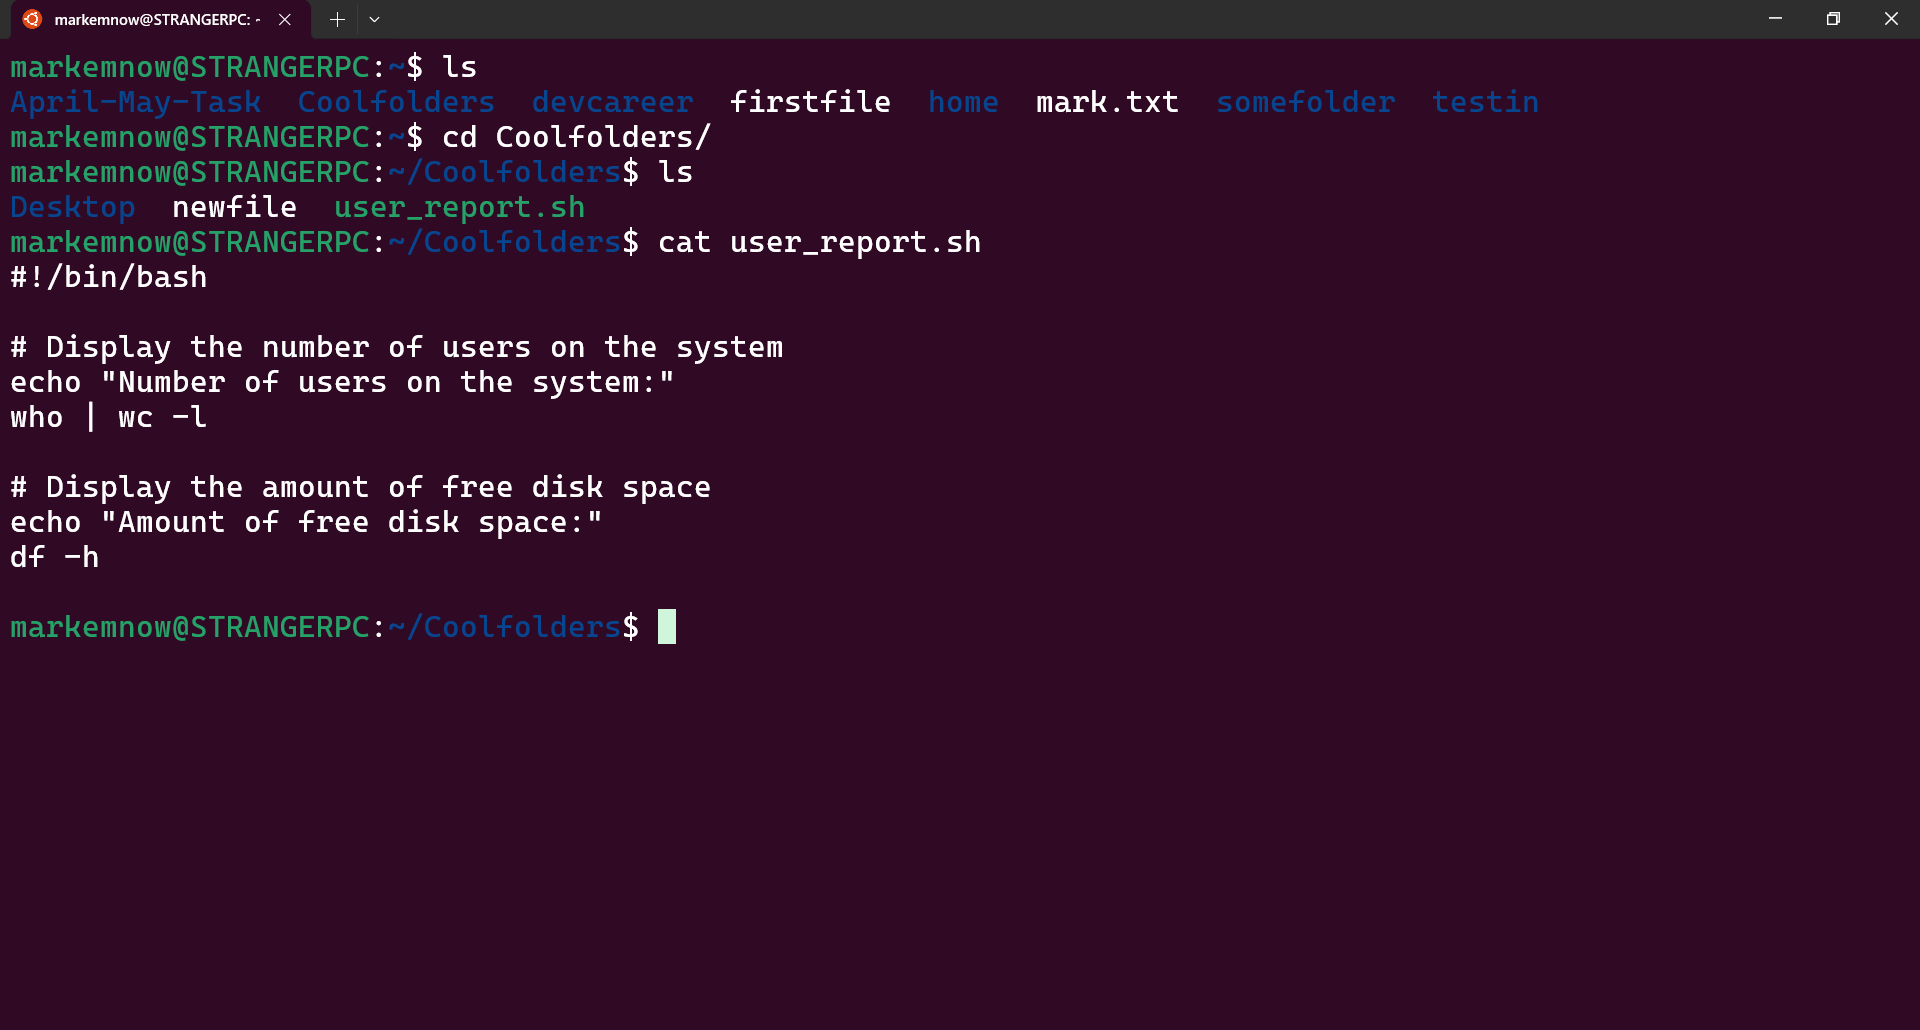 markemnow@STRANGERPC: ~
markemnow@STRANGERPC:~$ ls
April-May-Task  Coolfolders  devcareer  firstfile  home  mark.txt  somefolder  testin
markemnow@STRANGERPC:~$ cd Coolfolders/
markemnow@STRANGERPC:~/Coolfolders$ ls
Desktop  newfile  user_report.sh
markemnow@STRANGERPC:~/Coolfolders$ cat user_report.sh
#!/bin/bash

# Display the number of users on the system
echo "Number of users on the system:"
who | wc -l

# Display the amount of free disk space
echo "Amount of free disk space:"
df -h

markemnow@STRANGERPC:~/Coolfolders$